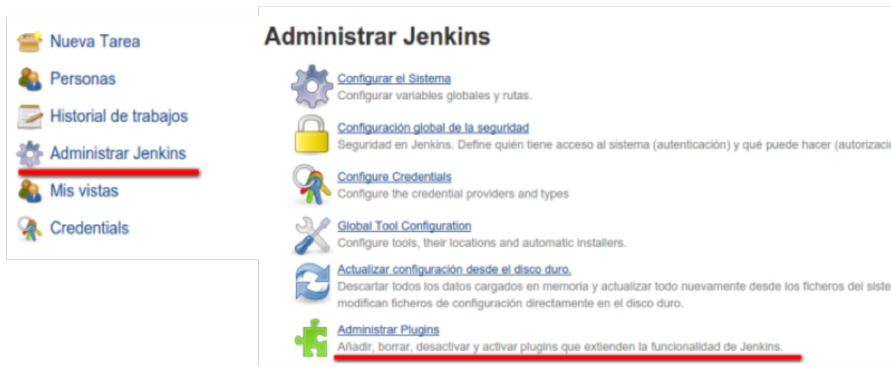 Nueva Tarea
Personas
Historial de trabajos
Administrar Jenkins
Mis vistas
Credentials
Administrar Jenkins
Configurar el Sistema
Configurar variables globales y rutas.
Configuración global de la seguridad
Seguridad en Jenkins. Define quién tiene acceso al sistema (autenticación) y qué puede hacer (autorizació
Configure Credentials
Configure the credential providers and types
Global Tool Configuration
Configure tools, their locations and automatic installers.
Actualizar configuración desde el disco duro.
Descartar todos los datos cargados en memoria y actualizar todo nuevamente desde los ficheros del siste
modifican ficheros de configuración directamente en el disco duro.
Administrar Plugins
Añadir, borrar, desactivar y activar plugins que extienden la funcionalidad de Jenkins.